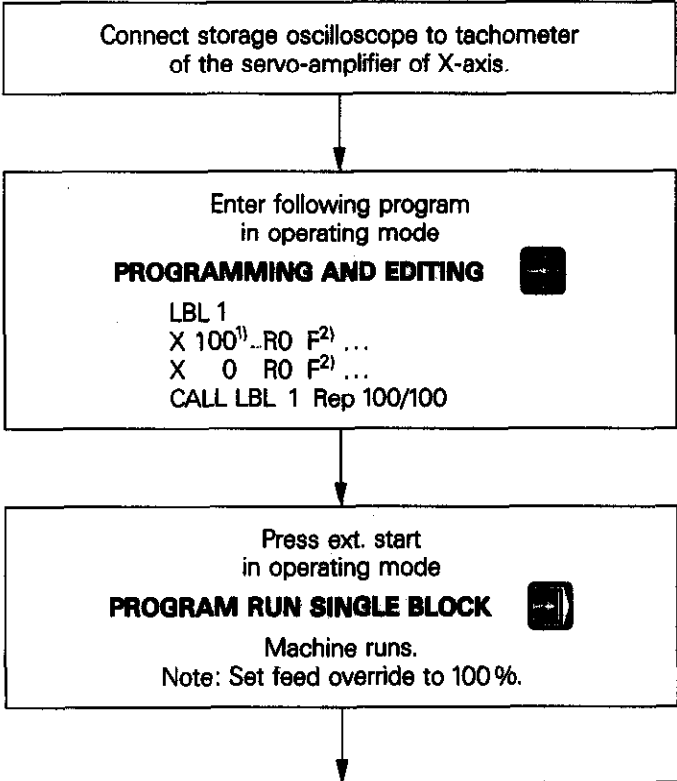 Connect storage oscilloscope to tachometer
of the servo-amplifier of X-axis.
Enter following program
in operating mode
PROGRAMMING AND EDITING
LBL 1
X 100¹⁾ R0 F²⁾ ...
X 0 R0 F²⁾ ...
CALL LBL 1 Rep 100/100
Press ext. start
in operating mode
PROGRAM RUN SINGLE BLOCK
Machine runs.
Note: Set feed override to 100%.